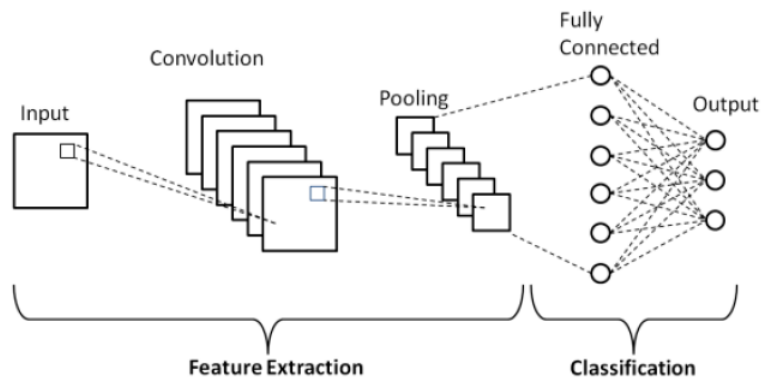 Input
Convolution
Pooling
Fully
Connected
Output
Feature Extraction
Classification